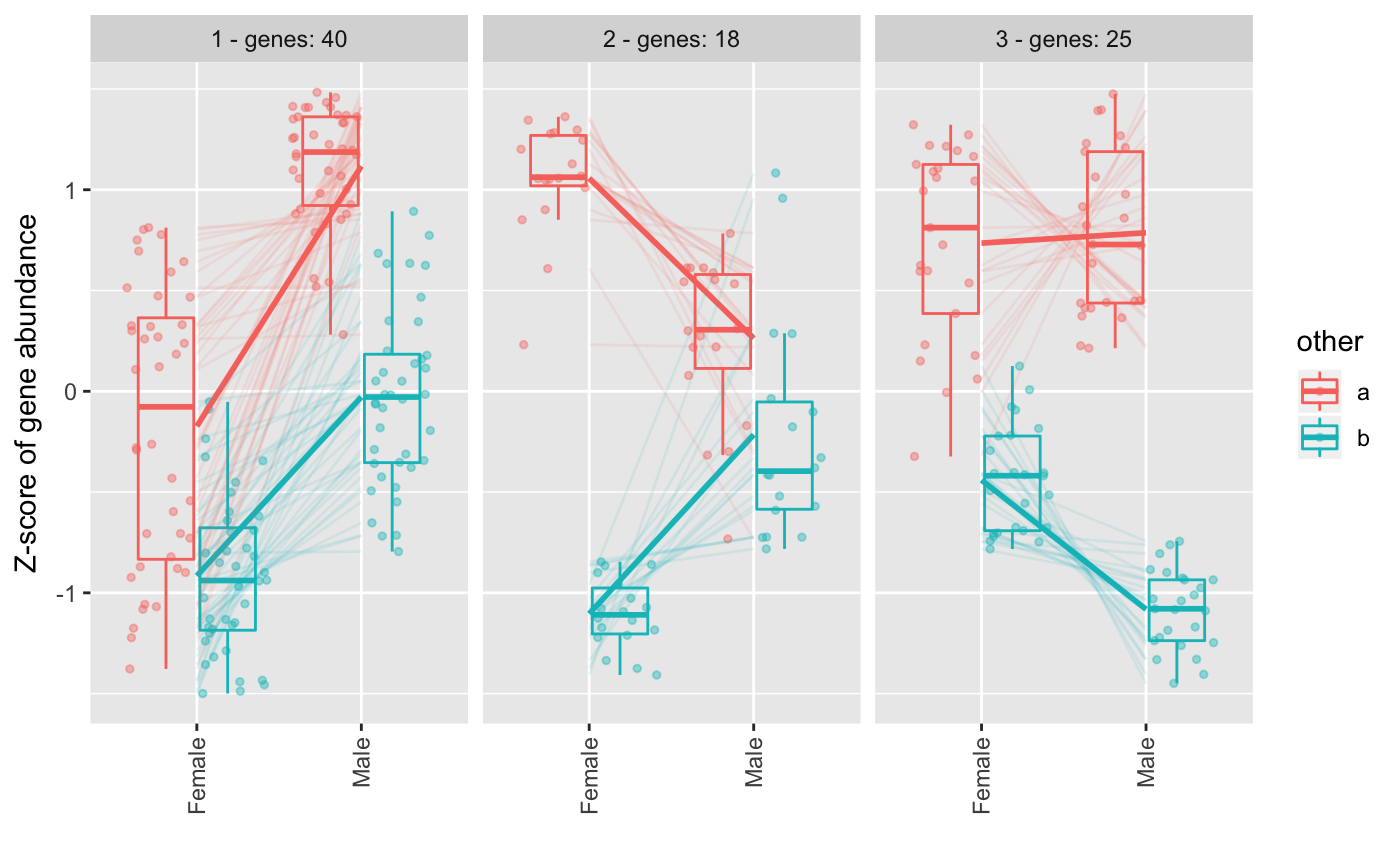 1 - genes: 40
2 - genes: 18
3 - genes: 25
Z-score of gene abundance
1
0
-1
Female
Male
Female
Male
Female
Male
other
a
b